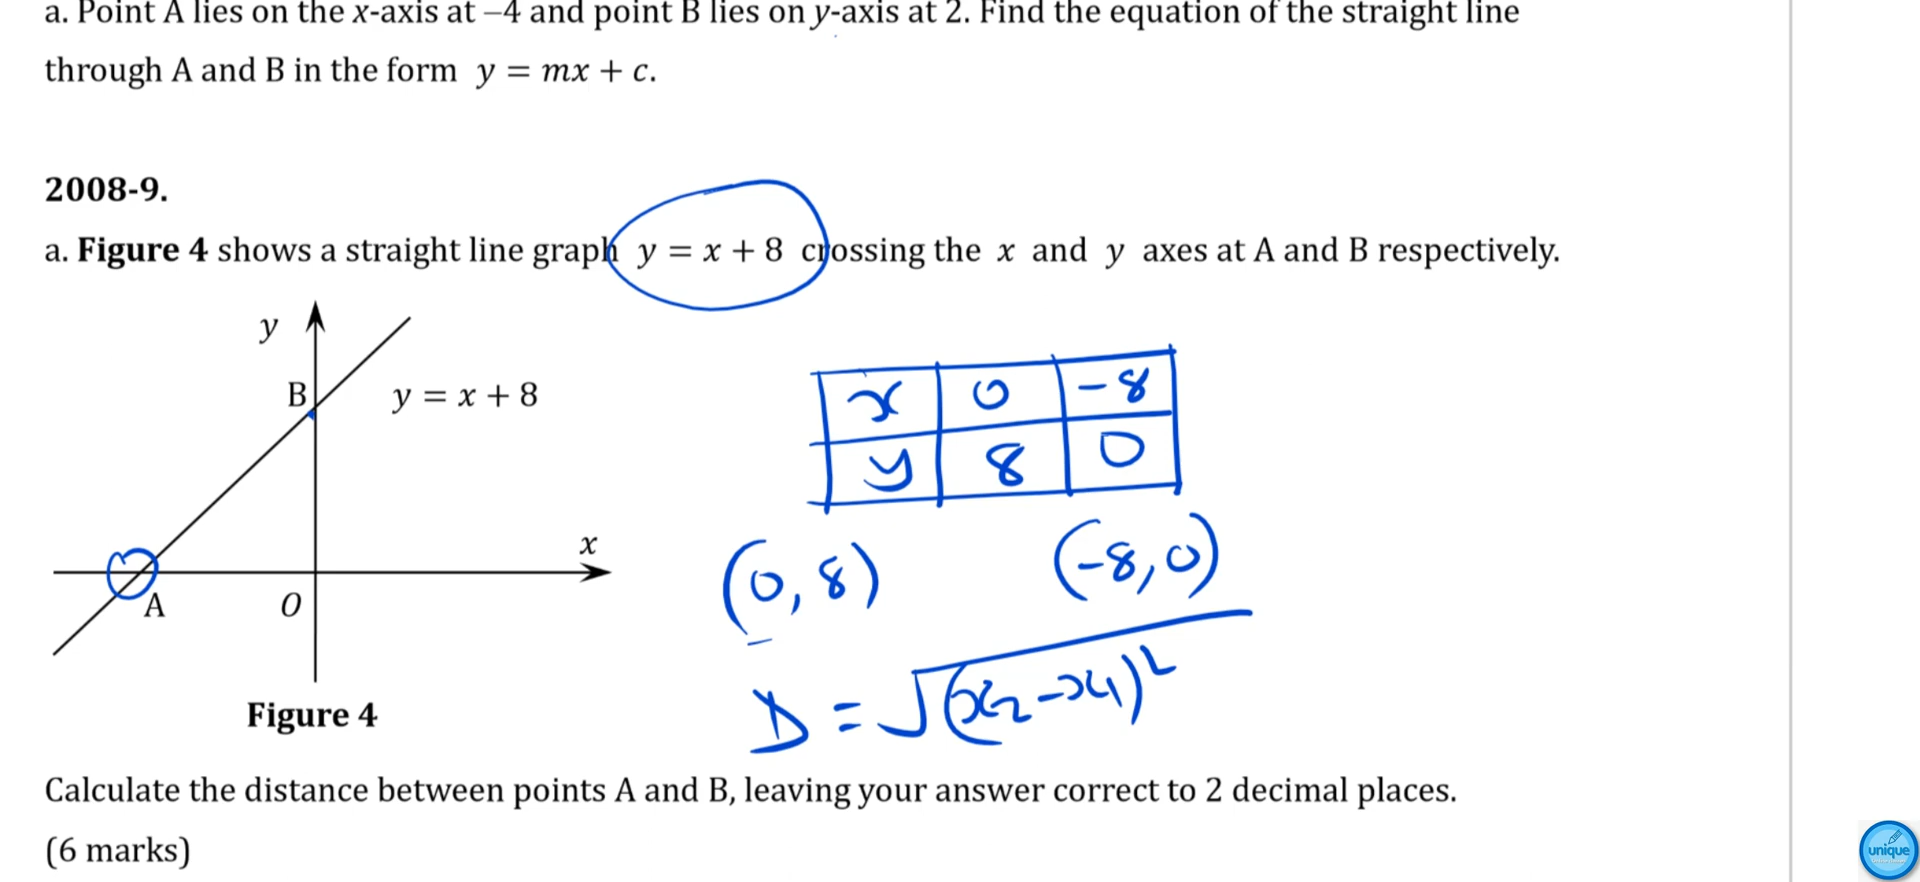 a. Point A lies on the x-axis at −4 and point B lies on y-axis at 2. Find the equation of the straight line
through A and B in the form y = mx + c.
2008-9.
a. Figure 4 shows a straight line graph y = x + 8 crossing the x and y axes at A and B respectively.
y
B
y = x + 8
x
A
O
Figure 4
x 0 -8
y 8 0
(0, 8) (-8, 0)
D = √(x₂-x₁)²
Calculate the distance between points A and B, leaving your answer correct to 2 decimal places.
(6 marks)
unique